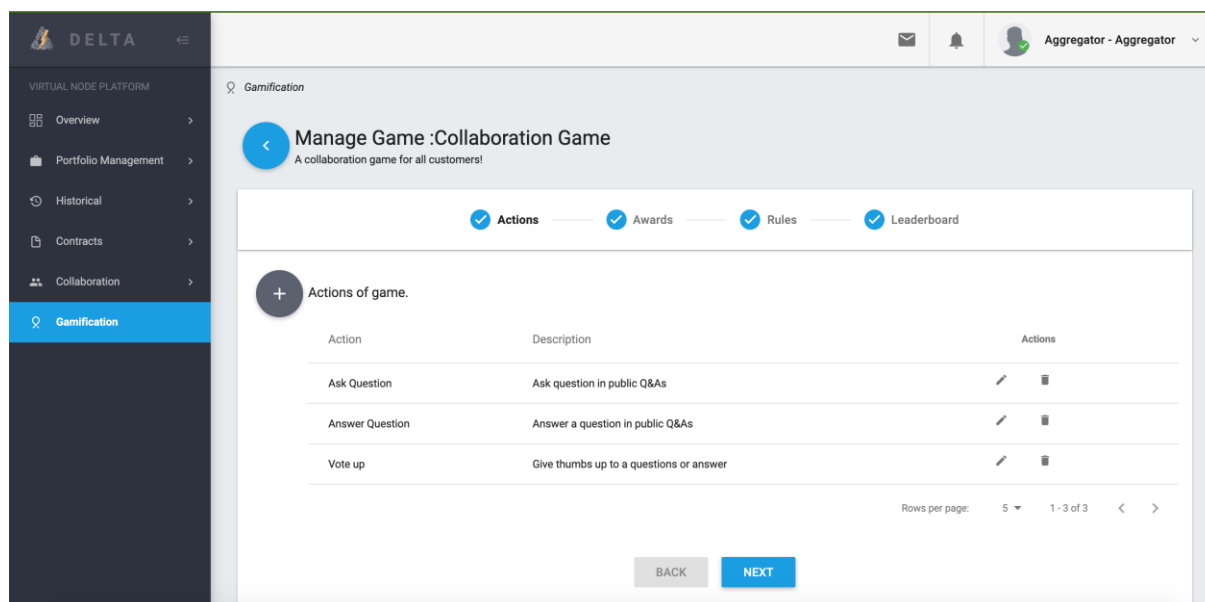 DELTA
Aggregator - Aggregator
VIRTUAL NODE PLATFORM
Overview
Portfolio Management
Historical
Contracts
Collaboration
Gamification
Gamification
Manage Game :Collaboration Game
A collaboration game for all customers!
Actions Awards Rules Leaderboard
Actions of game.
Action Description Actions
Ask Question Ask question in public Q&As
Answer Question Answer a question in public Q&As
Vote up Give thumbs up to a questions or answer
Rows per page: 5 1 - 3 of 3
BACK NEXT